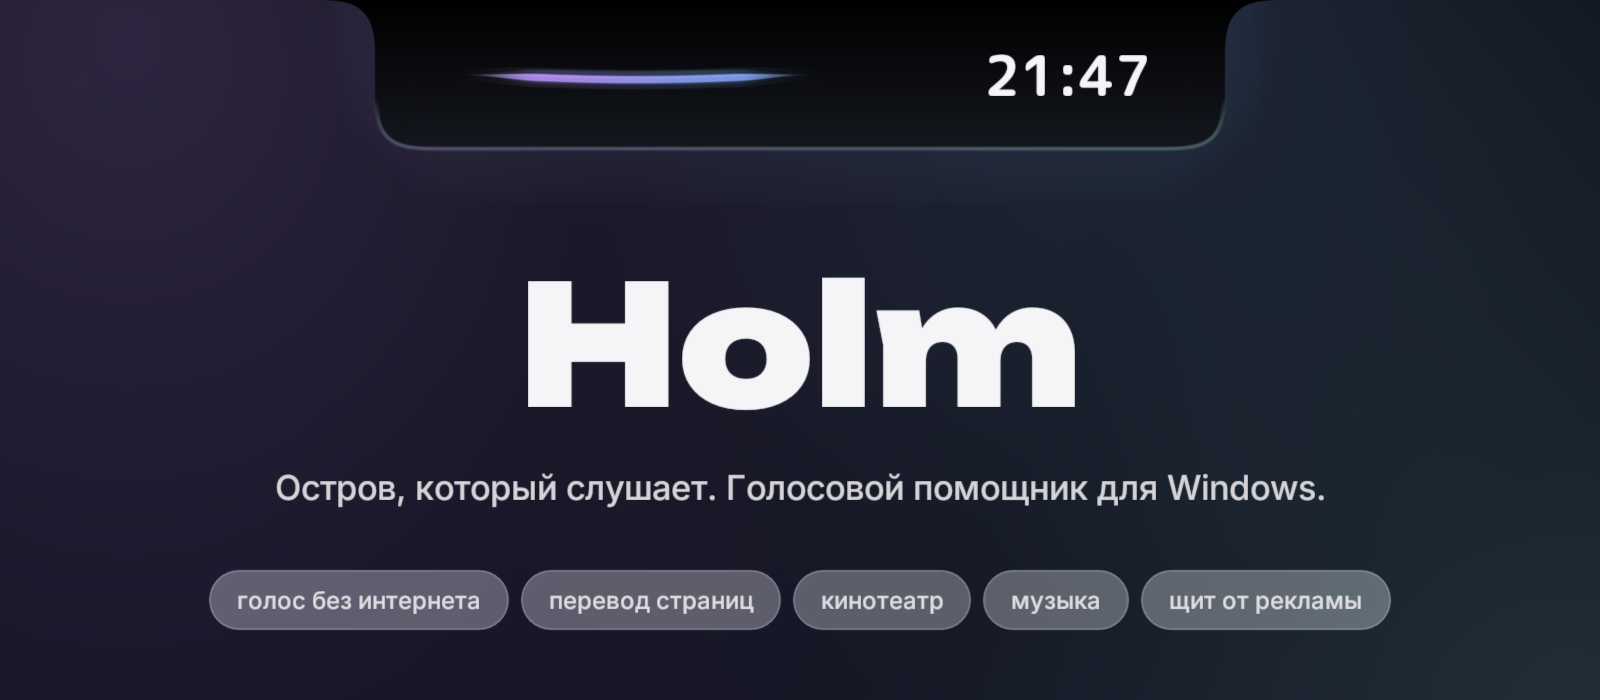 21:47
Holm
Остров, который слушает. Голосовой помощник для Windows.
голос без интернета перевод страниц кинотеатр музыка щит от рекламы